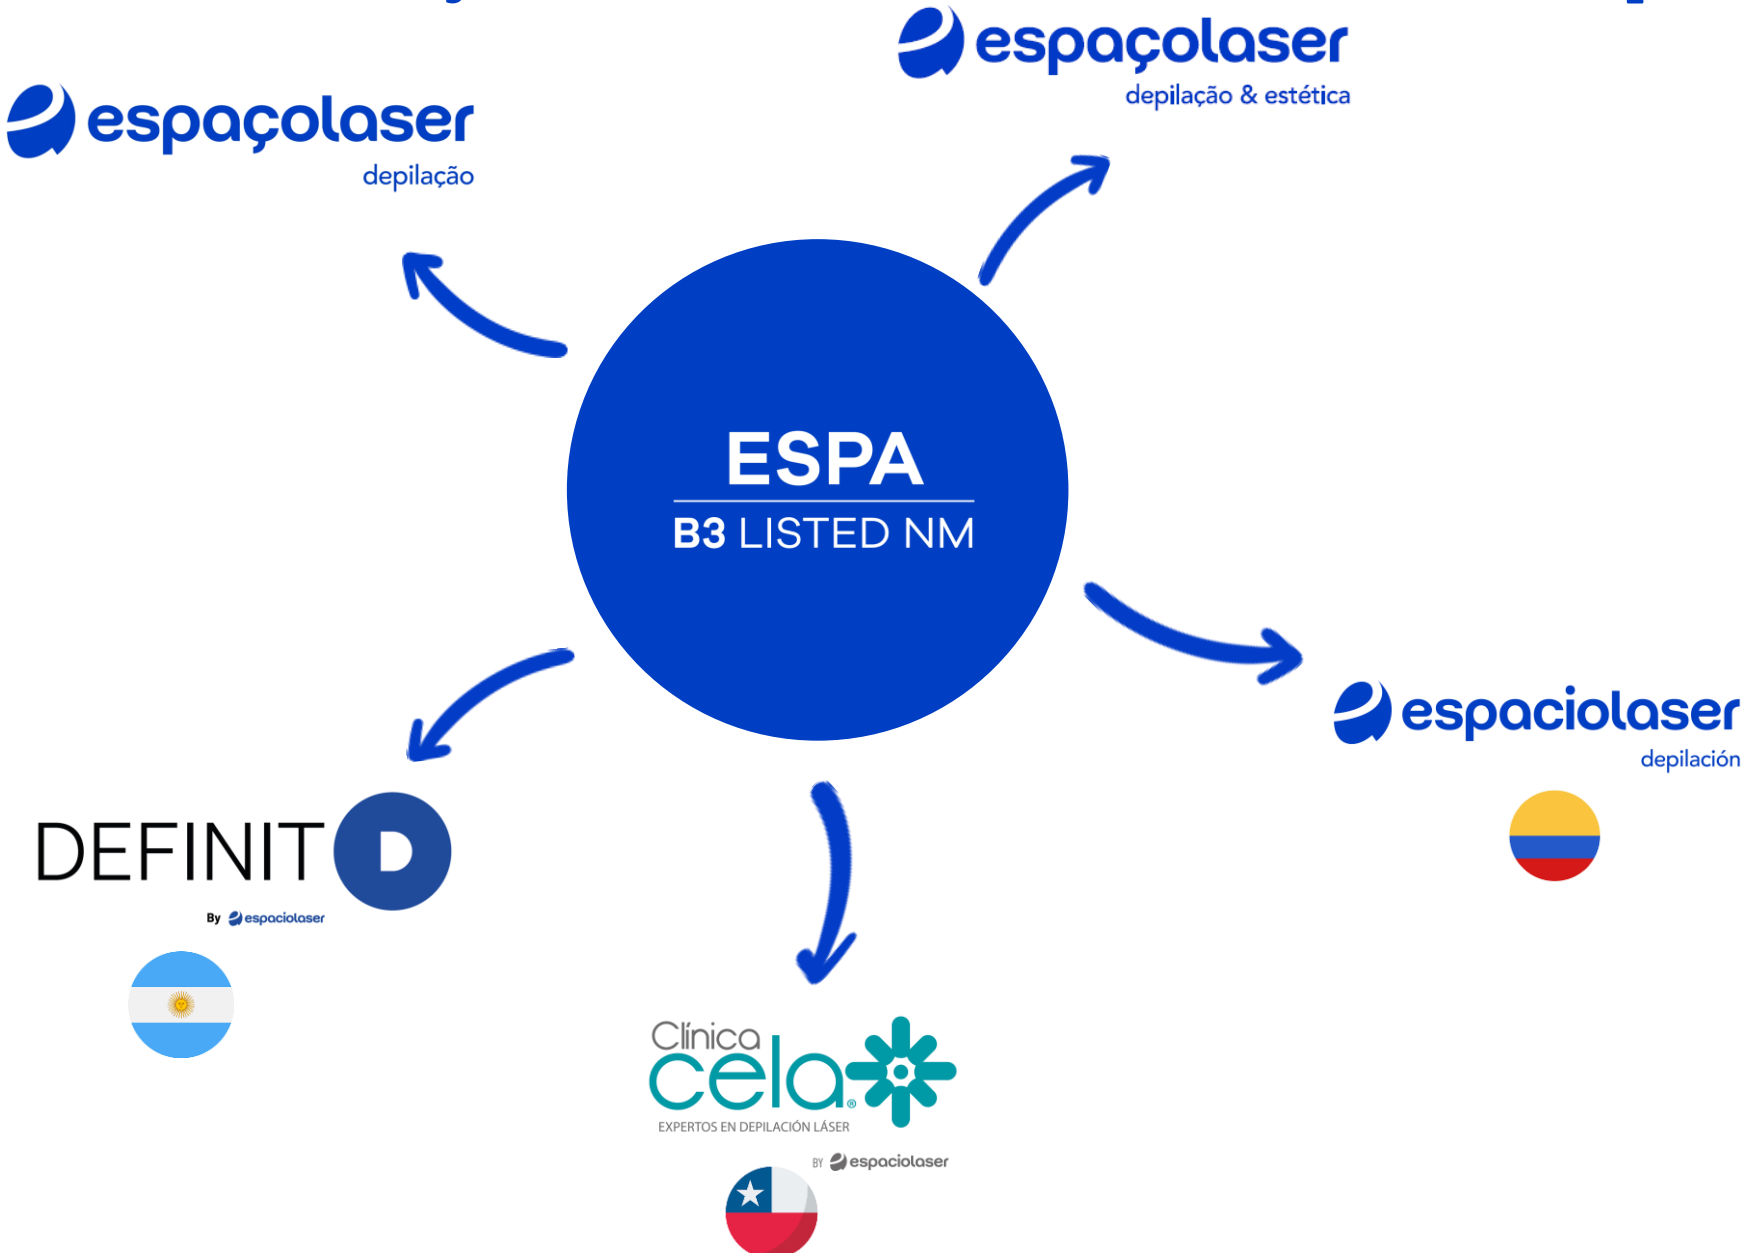 espaçolaser
depilação & estética
espaçolaser
depilação
ESPA
B3 LISTED NM
espaciolaser
depilación
DEFINIT D
By espaciolaser
Clínica
cela®
EXPERTOS EN DEPILACIÓN LÁSER
BY espaciolaser